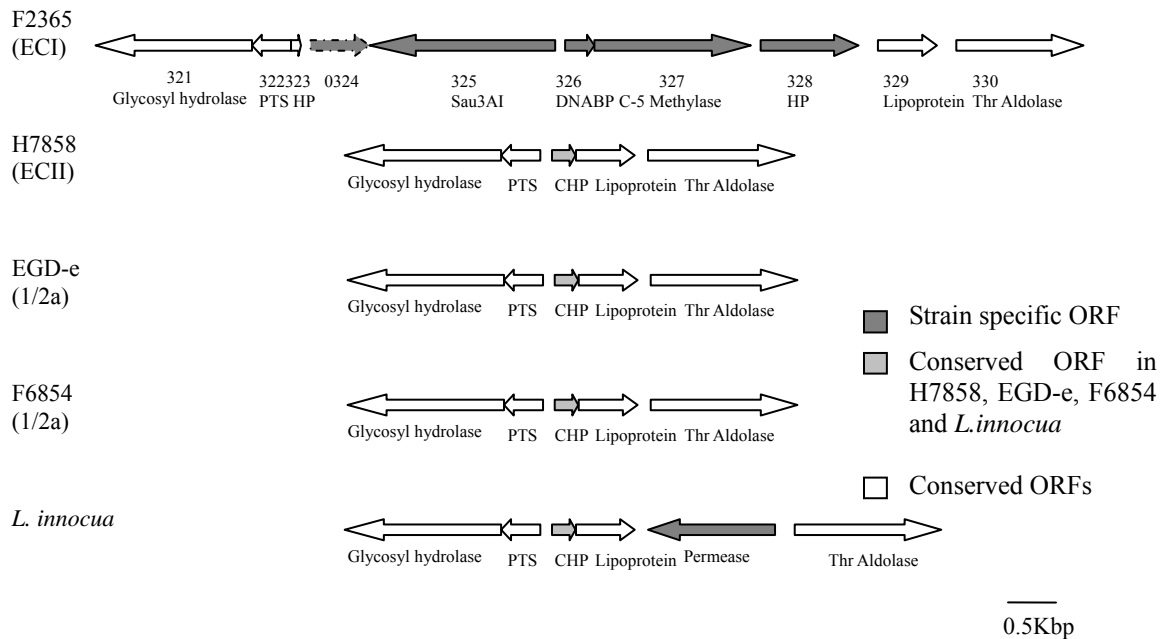 F2365
(ECI)
321
322323
0324
325
326
327
328
329
330
Glycosyl hydrolase
PTS HP
Sau3AI
DNABP C-5 Methylase
HP
Lipoprotein
Thr Aldolase
H7858
(ECII)
Glycosyl hydrolase
PTS
CHP
Lipoprotein
Thr Aldolase
EGD-e
(1/2a)
Glycosyl hydrolase
PTS
CHP
Lipoprotein
Thr Aldolase
F6854
(1/2a)
Glycosyl hydrolase
PTS
CHP
Lipoprotein
Thr Aldolase
L. innocua
Glycosyl hydrolase
PTS
CHP
Lipoprotein
Permease
Thr Aldolase
Strain specific ORF
Conserved ORF in
H7858, EGD-e, F6854
and L.innocua
Conserved ORFs
0.5Kbp